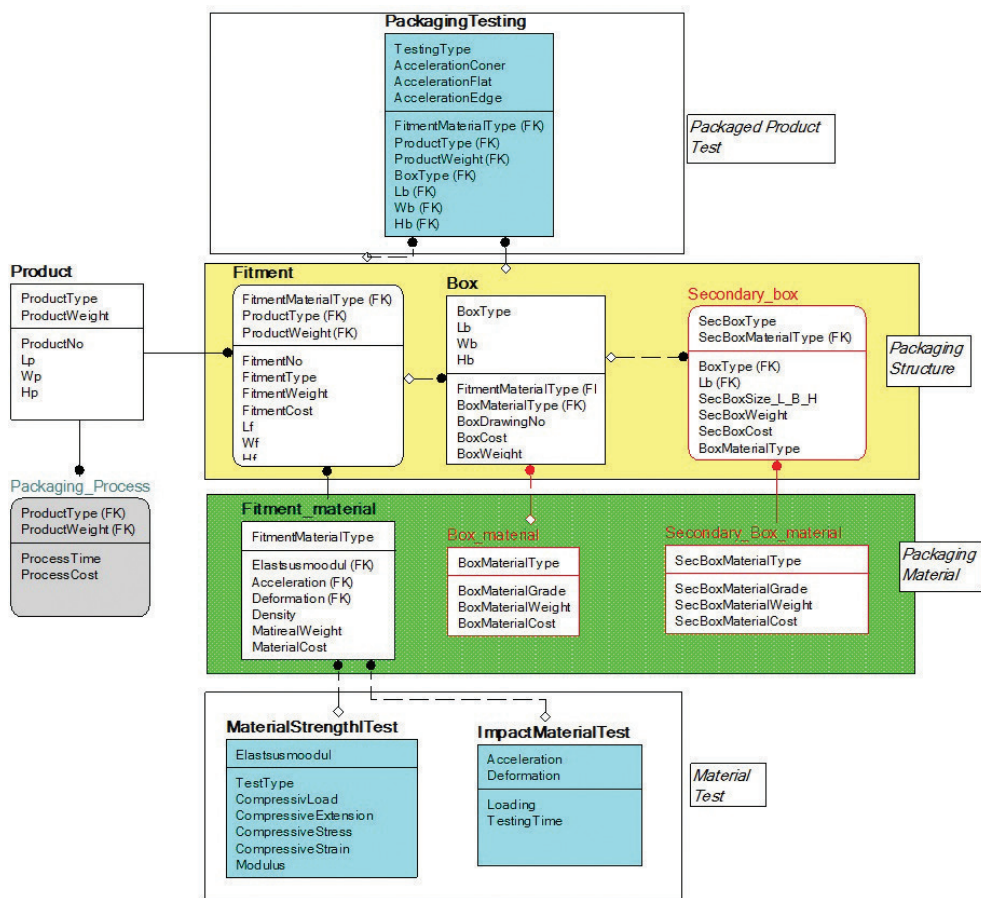 PackagingTesting
TestingType
AccelerationConer
AccelerationFlat
AccelerationEdge
FitmentMaterialType (FK)
ProductType (FK)
ProductWeight (FK)
BoxType (FK)
Lb (FK)
Wb (FK)
Hb (FK)
Packaged Product
Test
Product
ProductType
ProductWeight
ProductNo
Lp
Wp
Hp
Fitment
FitmentMaterialType (FK)
ProductType (FK)
ProductWeight (FK)
FitmentNo
FitmentType
FitmentWeight
FitmentCost
Lf
Wf
Hf
Box
BoxType
Lb
Wb
Hb
FitmentMaterialType (FI
BoxMaterialType (FK)
BoxDrawingNo
BoxCost
BoxWeight
Secondary_box
SecBoxType
SecBoxMaterialType (FK)
BoxType (FK)
Lb (FK)
SecBoxSize_L_B_H
SecBoxWeight
SecBoxCost
BoxMaterialType
Packaging
Structure
Packaging_Process
ProductType (FK)
ProductWeight (FK)
ProcessTime
ProcessCost
Fitment_material
FitmentMaterialType
Elastsusmoodul (FK)
Acceleration (FK)
Deformation (FK)
Density
MatirealWeight
MaterialCost
Box_material
BoxMaterialType
BoxMaterialGrade
BoxMaterialWeight
BoxMaterialCost
Secondary_Box_material
SecBoxMaterialType
SecBoxMaterialGrade
SecBoxMaterialWeight
SecBoxMaterialCost
Packaging
Material
MaterialStrengthlTest
Elastsusmoodul
TestType
CompressivLoad
CompressiveExtension
CompressiveStress
CompressiveStrain
Modulus
ImpactMaterialTest
Acceleration
Deformation
Loading
TestingTime
Material
Test